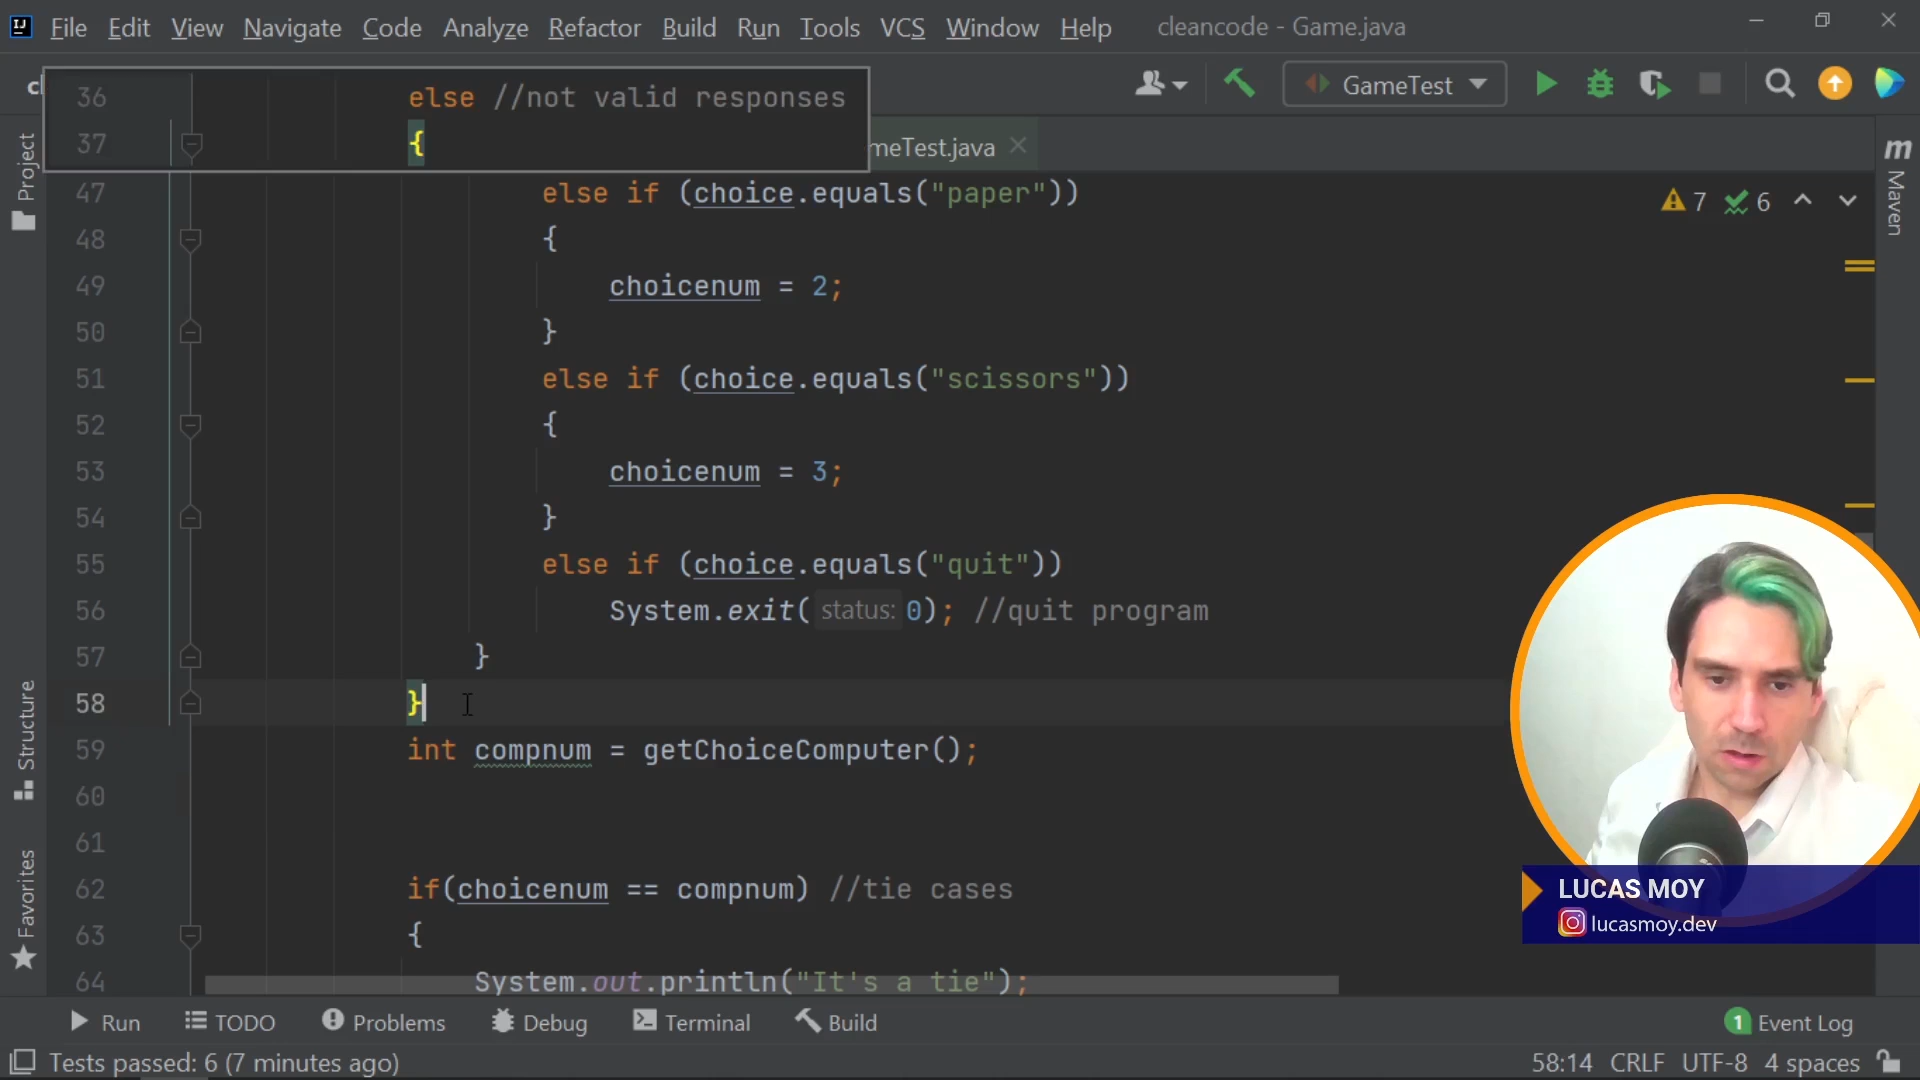 IJ File Edit View Navigate Code Analyze Refactor Build Run Tools VCS Window Help cleancode - Game.java
cl
GameTest
36 else //not valid responses
37 {
meTest.java
47 else if (choice.equals("paper"))
7 6
48 {
49 choicenum = 2;
50 }
51 else if (choice.equals("scissors"))
52 {
53 choicenum = 3;
54 }
55 else if (choice.equals("quit"))
56 System.exit( status: 0); //quit program
57 }
58 }
59 int compnum = getChoiceComputer();
60
61
62 if(choicenum == compnum) //tie cases
63 {
64 System.out.println("It's a tie");
Project
Structure
Favorites
m
Maven
LUCAS MOY
lucasmoy.dev
Run TODO Problems Debug Terminal Build 1 Event Log
Tests passed: 6 (7 minutes ago) 58:14 CRLF UTF-8 4 spaces